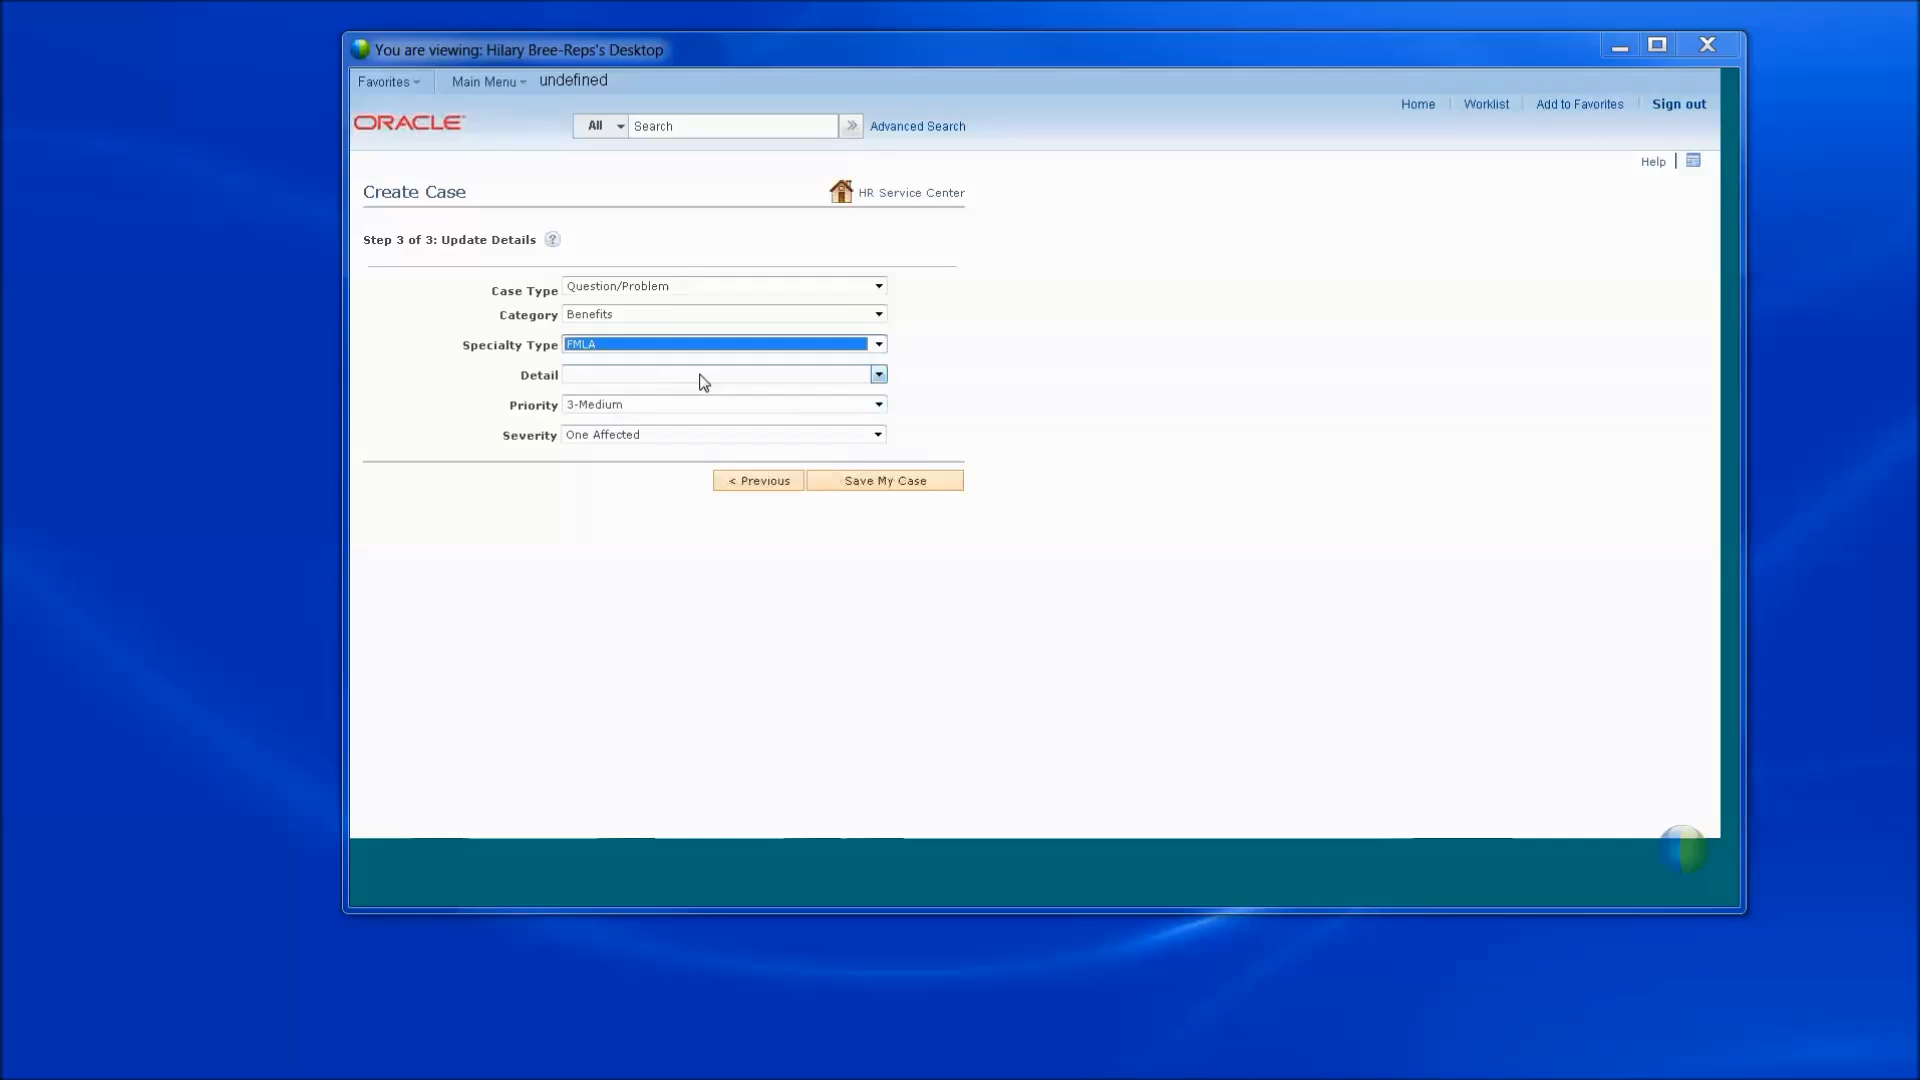 You are viewing: Hilary Bree-Reps's Desktop
Favorites Main Menu undefined
Home Worklist Add to Favorites Sign out
ORACLE All Search » Advanced Search
Help
Create Case HR Service Center
Step 3 of 3: Update Details ?
Case Type Question/Problem
Category Benefits
Specialty Type FMLA
Detail
Priority 3-Medium
Severity One Affected
< Previous Save My Case